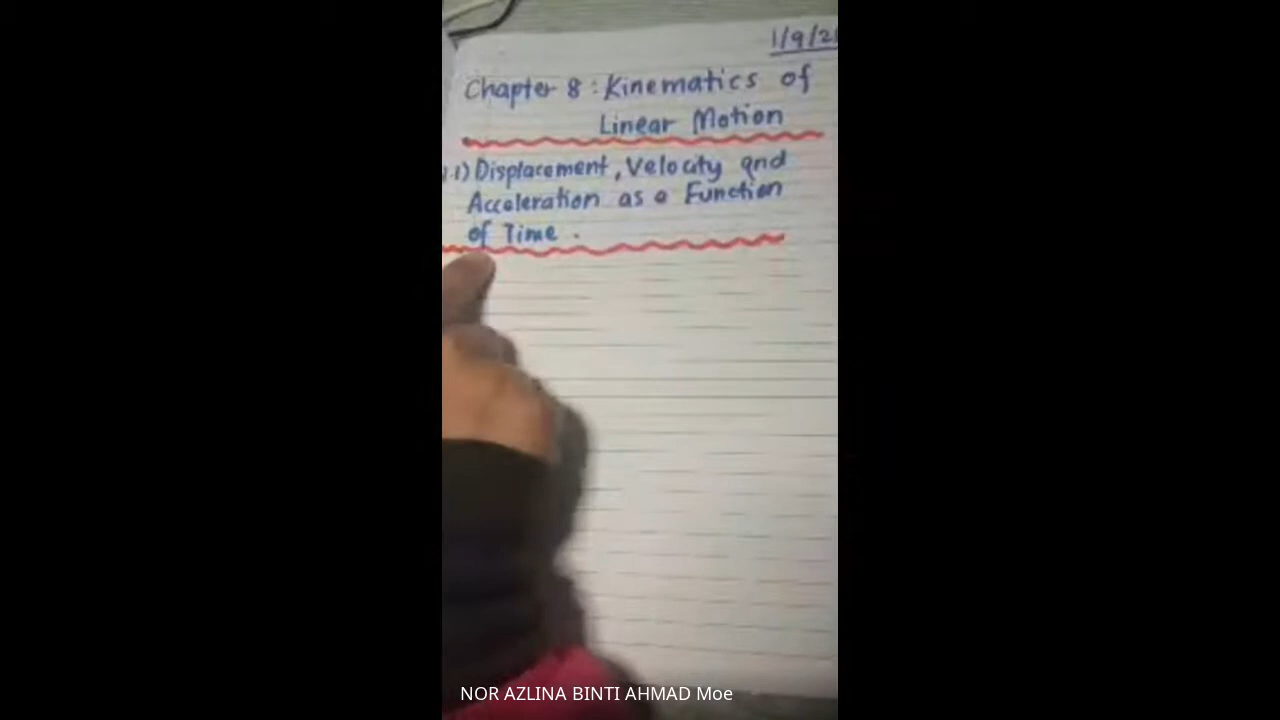 1/9/21
Chapter 8 : Kinematics of
Linear Motion
Displacement, Velocity and
Acceleration as a Function
of Time .
NOR AZLINA BINTI AHMAD Moe